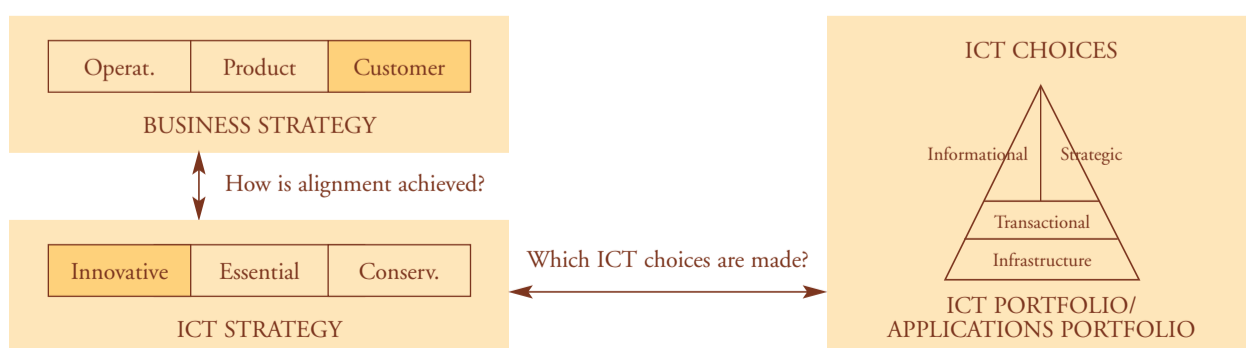 Operat. Product Customer
BUSINESS STRATEGY
How is alignment achieved?
Innovative Essential Conserv.
ICT STRATEGY
Which ICT choices are made?
ICT CHOICES
Informational Strategic
Transactional
Infrastructure
ICT PORTFOLIO/
APPLICATIONS PORTFOLIO